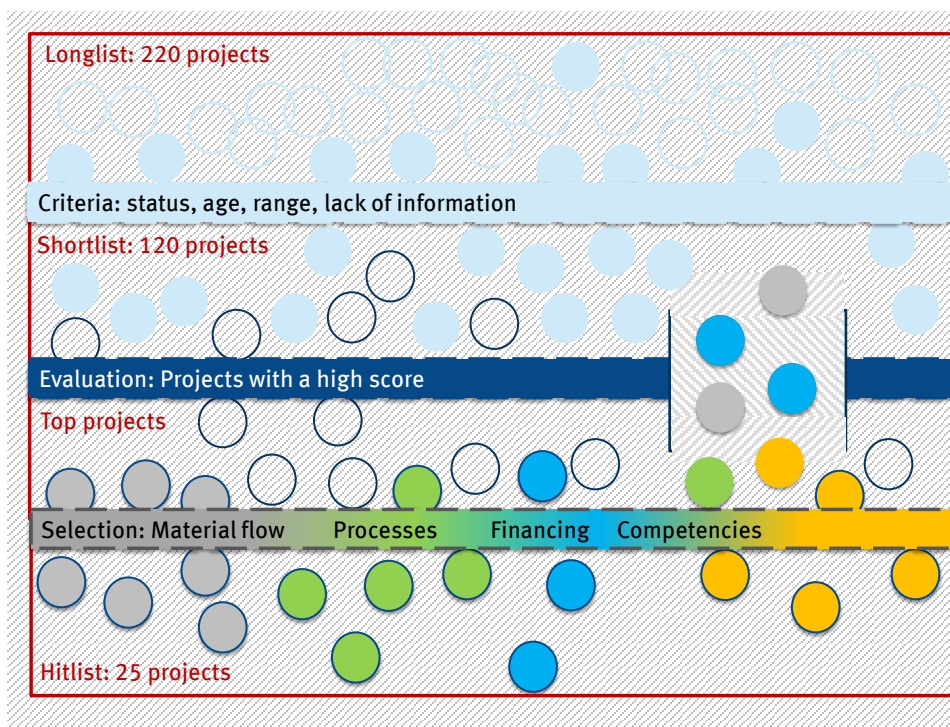 Longlist: 220 projects
Criteria: status, age, range, lack of information
Shortlist: 120 projects
Evaluation: Projects with a high score
Top projects
Selection: Material flow Processes Financing Competencies
Hitlist: 25 projects